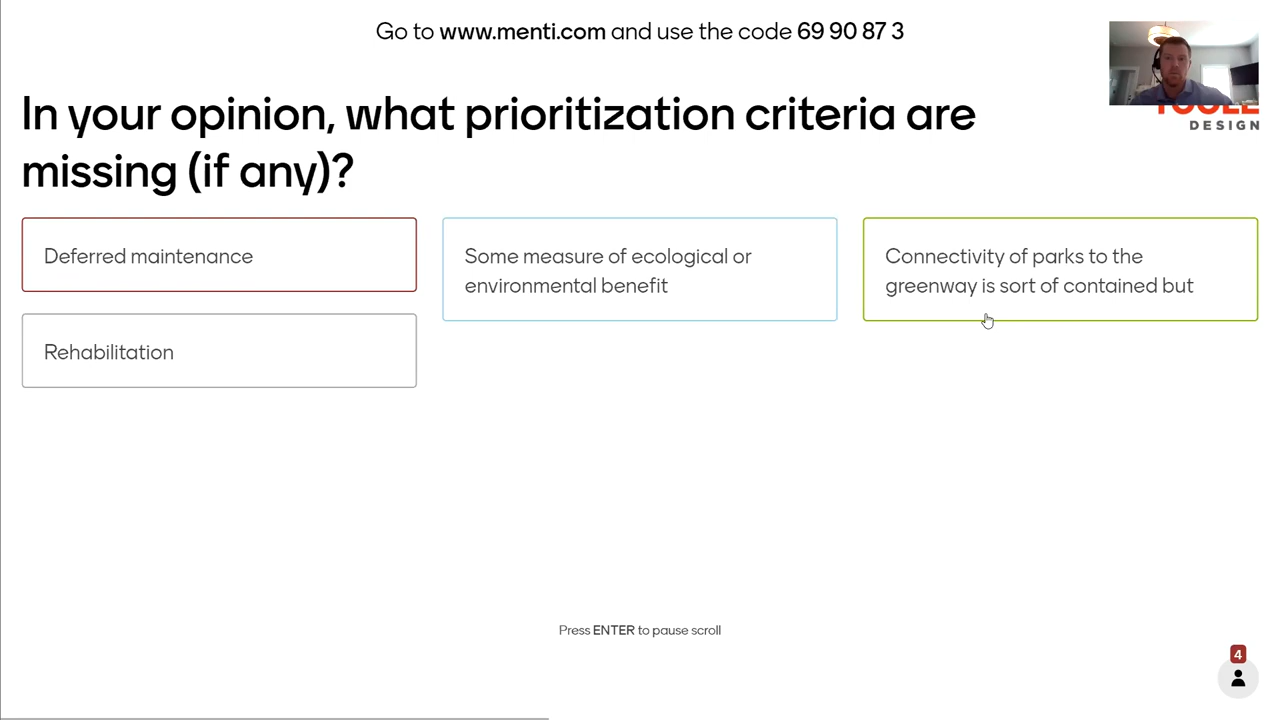 Go to www.menti.com and use the code 69 90 87 3
In your opinion, what prioritization criteria are
missing (if any)?
DESIGN
Deferred maintenance
Some measure of ecological or
environmental benefit
Connectivity of parks to the
greenway is sort of contained but
Rehabilitation
Press ENTER to pause scroll
4